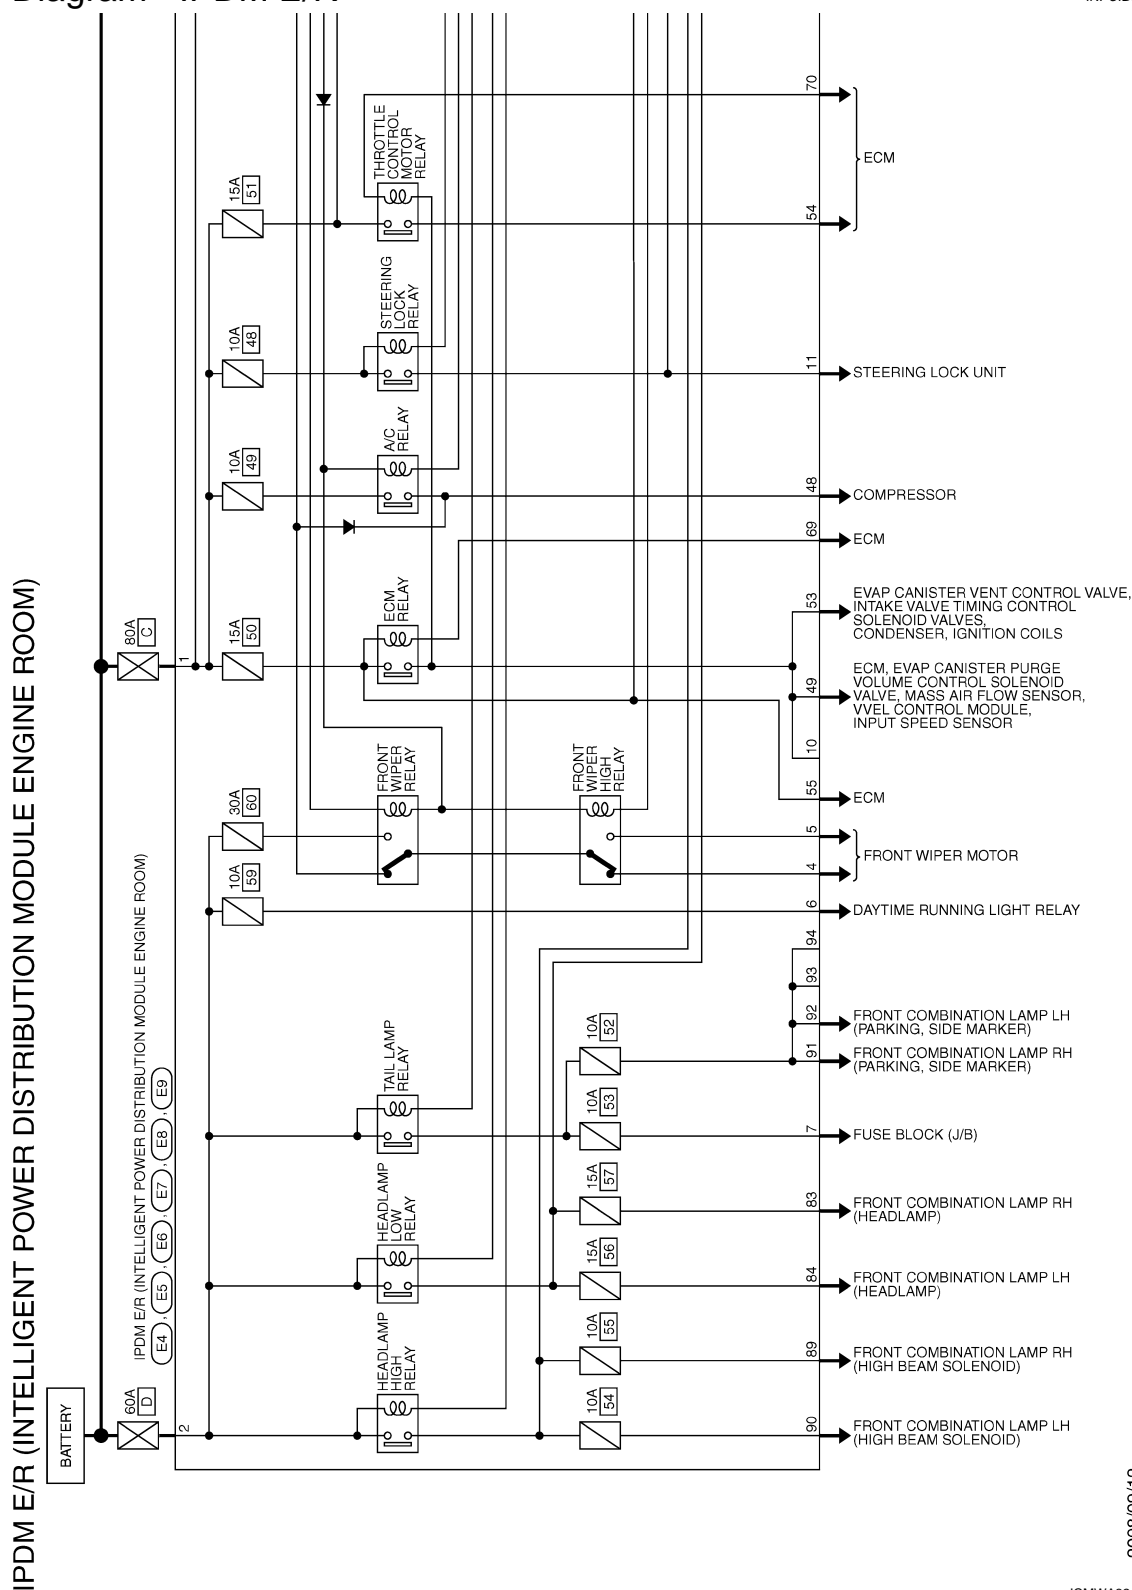 IPDM E/R (INTELLIGENT POWER DISTRIBUTION MODULE ENGINE ROOM)
BATTERY
60A
D
80A
C
2
1
IPDM E/R (INTELLIGENT POWER DISTRIBUTION MODULE ENGINE ROOM)
E4 , E5 , E6 , E7 , E8 , E9
15A
51
10A
48
10A
49
15A
50
30A
60
10A
59
THROTTLE
CONTROL
MOTOR
RELAY
STEERING
LOCK
RELAY
A/C
RELAY
ECM
RELAY
FRONT
WIPER
RELAY
FRONT
WIPER
HIGH
RELAY
TAIL LAMP
RELAY
HEADLAMP
LOW
RELAY
HEADLAMP
HIGH
RELAY
10A
52
10A
53
15A
57
15A
56
10A
55
10A
54
70
54
ECM
11
STEERING LOCK UNIT
48
COMPRESSOR
69
ECM
53
EVAP CANISTER VENT CONTROL VALVE,
INTAKE VALVE TIMING CONTROL
SOLENOID VALVES,
CONDENSER, IGNITION COILS
49
ECM, EVAP CANISTER PURGE
VOLUME CONTROL SOLENOID
VALVE, MASS AIR FLOW SENSOR,
VVEL CONTROL MODULE,
INPUT SPEED SENSOR
10
55
ECM
5
4
FRONT WIPER MOTOR
6
DAYTIME RUNNING LIGHT RELAY
94
93
92
FRONT COMBINATION LAMP LH
(PARKING, SIDE MARKER)
91
FRONT COMBINATION LAMP RH
(PARKING, SIDE MARKER)
7
FUSE BLOCK (J/B)
83
FRONT COMBINATION LAMP RH
(HEADLAMP)
84
FRONT COMBINATION LAMP LH
(HEADLAMP)
89
FRONT COMBINATION LAMP RH
(HIGH BEAM SOLENOID)
90
FRONT COMBINATION LAMP LH
(HIGH BEAM SOLENOID)